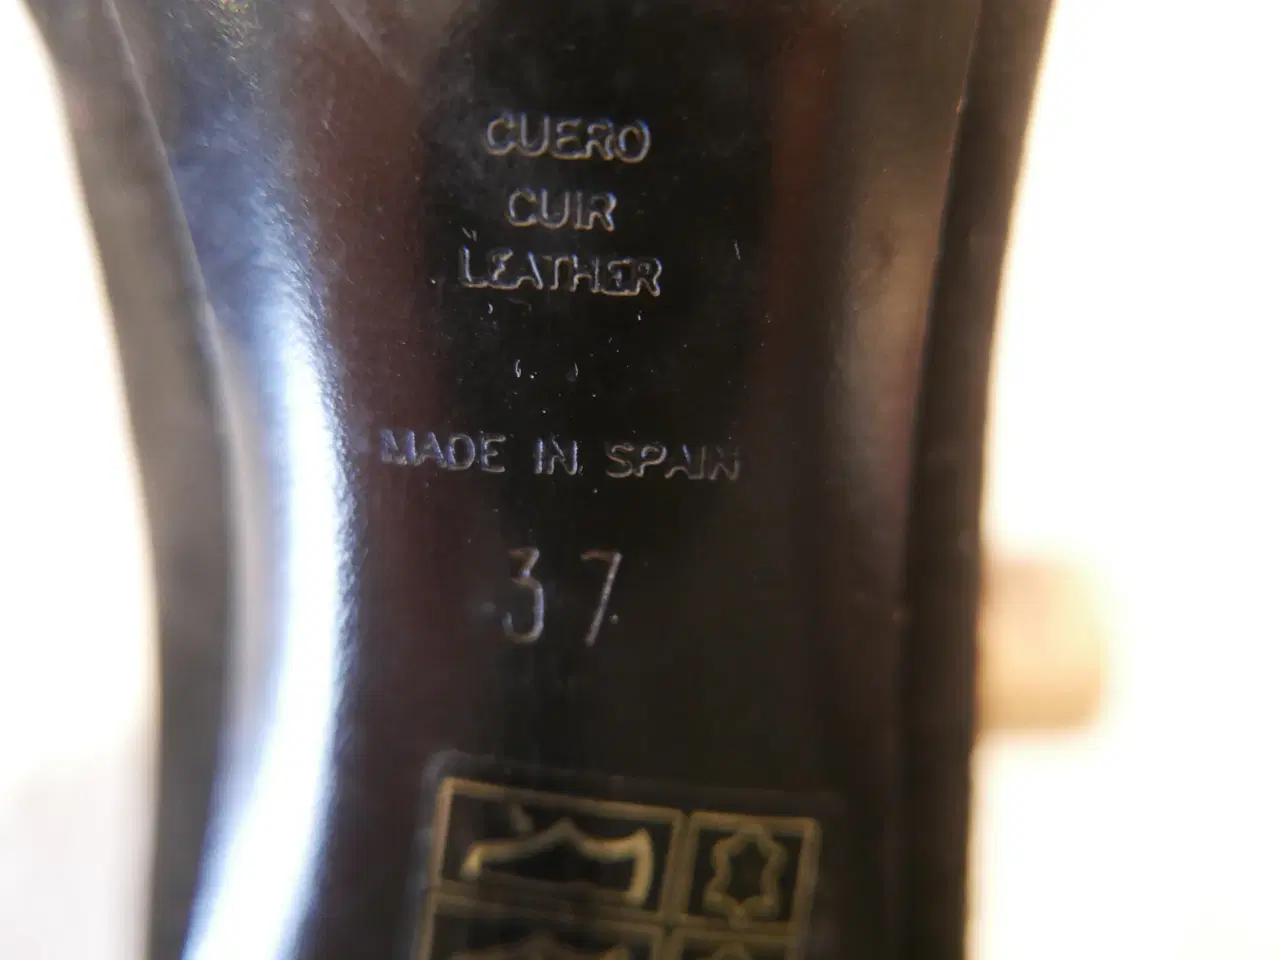 CUERO
CUIR
LEATHER
MADE IN SPAIN
37